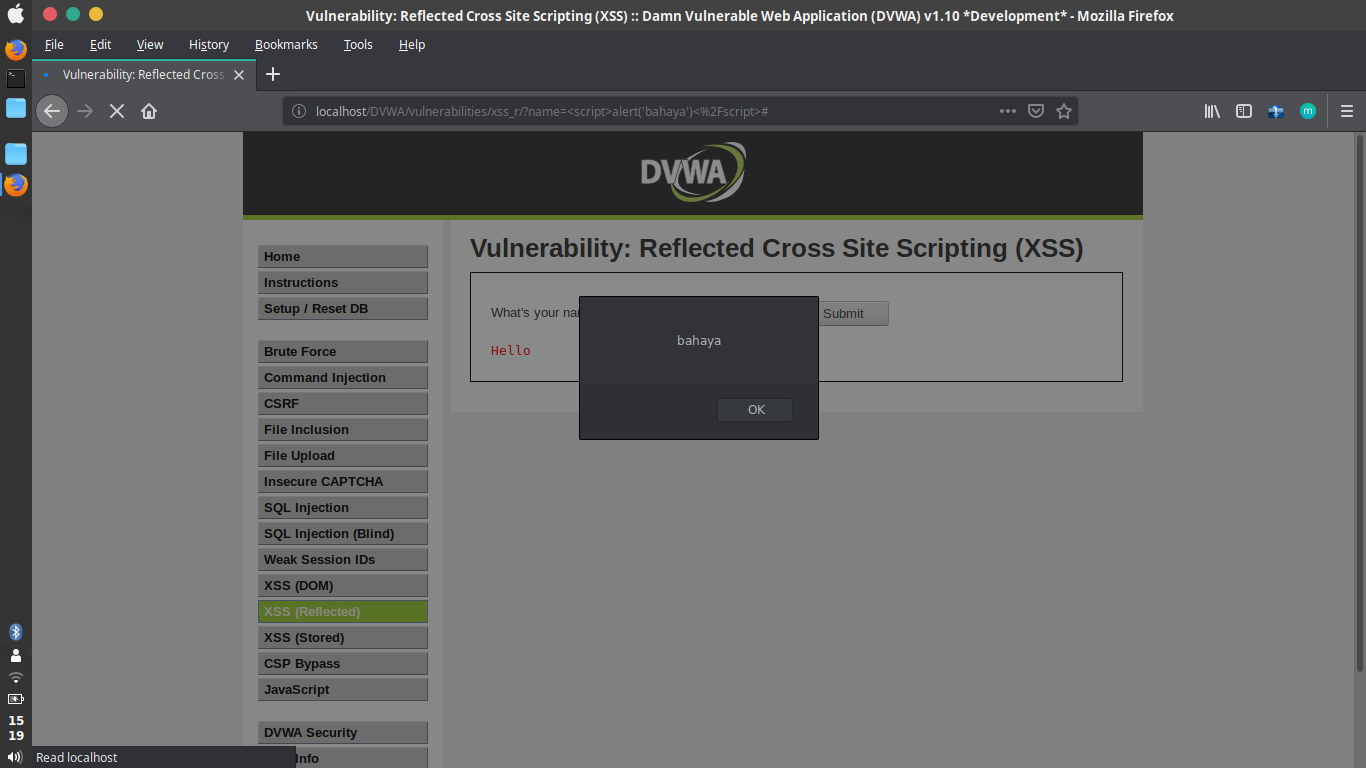 Vulnerability: Reflected Cross Site Scripting (XSS) :: Damn Vulnerable Web Application (DVWA) v1.10 *Development* - Mozilla Firefox
File Edit View History Bookmarks Tools Help
Vulnerability: Reflected Cross
localhost/DVWA/vulnerabilities/xss_r/?name=<script>alert('bahaya')<%2Fscript>#
m
DVWA
Home
Instructions
Setup / Reset DB
Brute Force
Command Injection
CSRF
File Inclusion
File Upload
Insecure CAPTCHA
SQL Injection
SQL Injection (Blind)
Weak Session IDs
XSS (DOM)
XSS (Reflected)
XSS (Stored)
CSP Bypass
JavaScript
DVWA Security
Info
Vulnerability: Reflected Cross Site Scripting (XSS)
What's your
Submit
Hello
bahaya
OK
15
19
Read localhost